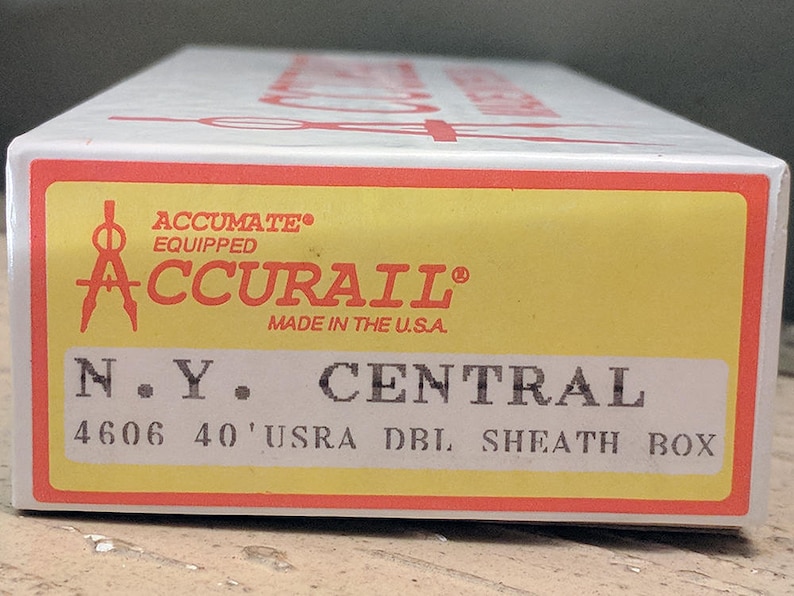 ACCUMATE®
EQUIPPED
ACCURAIL®
MADE IN THE U.S.A.
N.Y. CENTRAL
4606 40'USRA DBL SHEATH BOX